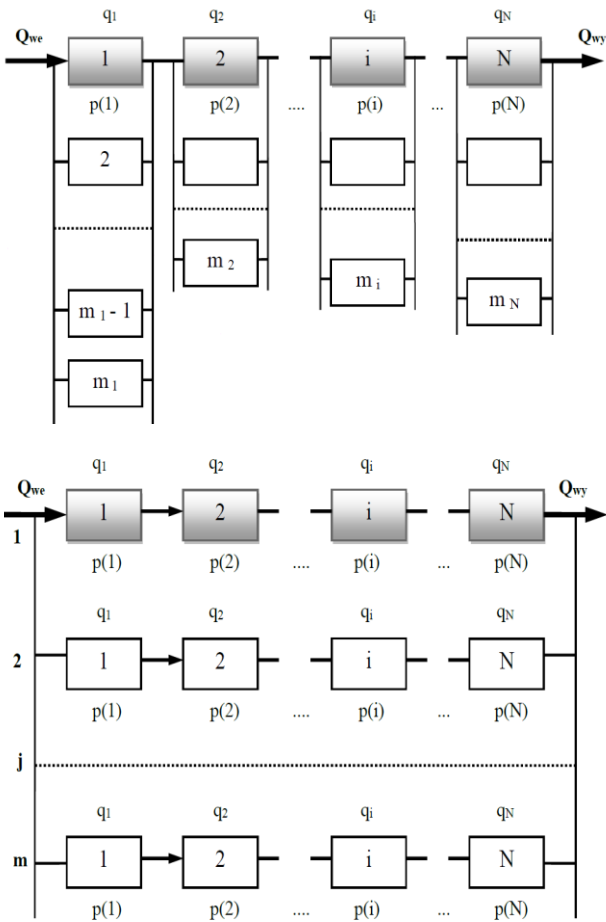 q1 q2 qi qN
Qwe 1 2 i N Qwy
p(1) p(2) .... p(i) ... p(N)
2
m 2
m i
m 1 - 1
m N
m 1
q1 q2 qi qN
Qwe Qwy
1 2 i N
1
p(1) p(2) .... p(i) ... p(N)
q1 q2 qi qN
2 1 2 i N
p(1) p(2) .... p(i) ... p(N)
j
q1 q2 qi qN
m 1 2 i N
p(1) p(2) .... p(i) ... p(N)